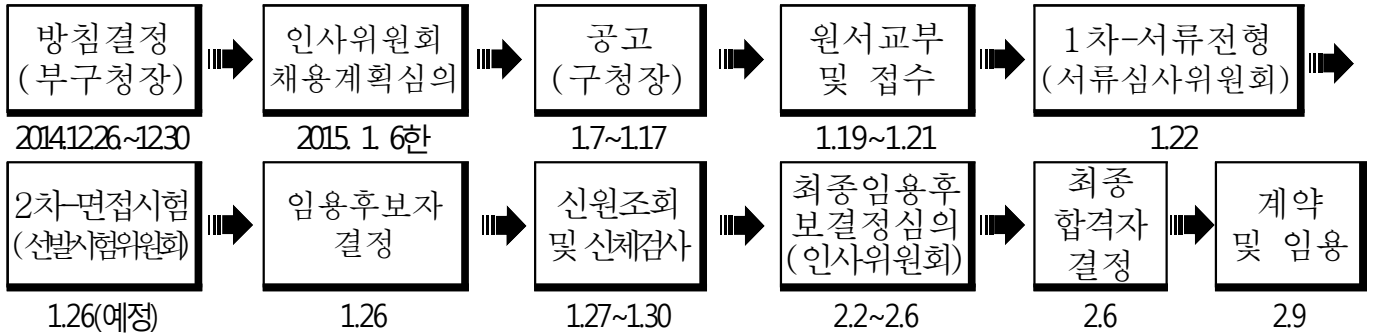 방침결정
(부구청장)
인사위원회
채용계획심의
공고
(구청장)
원서교부
및 접수
1차-서류전형
(서류심사위원회)
2014.12.26.~12.30
2015. 1. 6한
1.7~1.17
1.19~1.21
1.22
2차-면접시험
(선발시험위원회)
임용후보자
결정
신원조회
및 신체검사
최종임용후
보결정심의
(인사위원회)
최종
합격자
결정
계약
및 임용
1.26(예정)
1.26
1.27~1.30
2.2~2.6
2.6
2.9